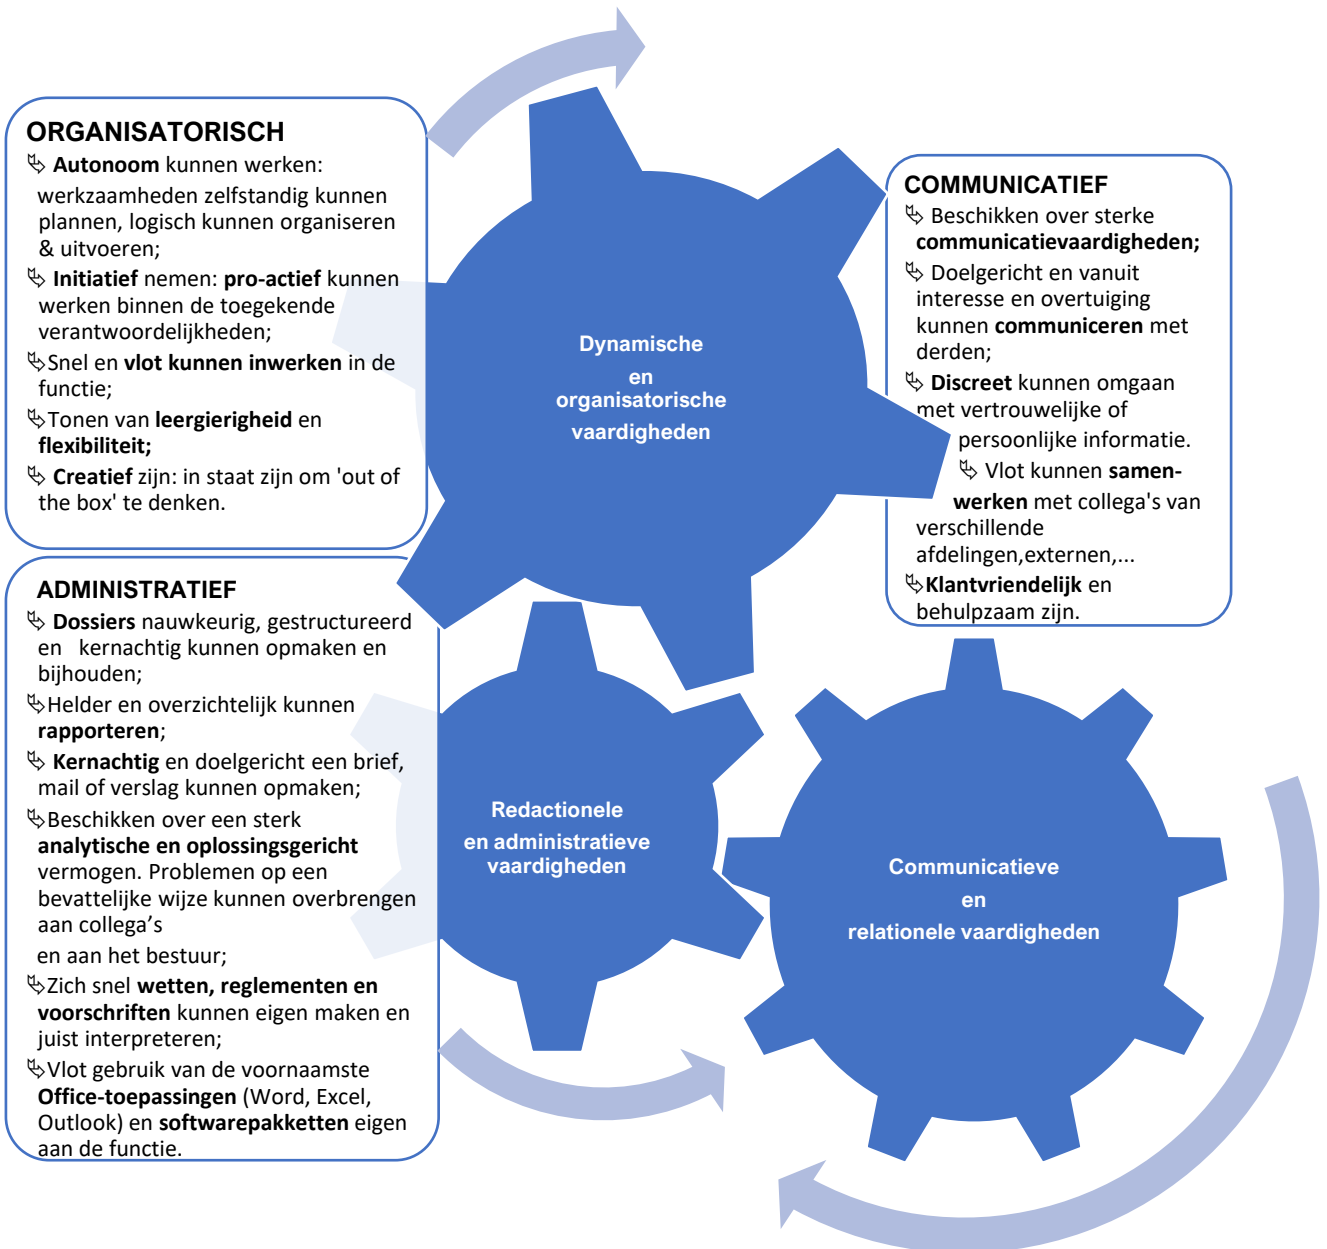 ORGANISATORISCH
Autonoom kunnen werken:
werkzaamheden zelfstandig kunnen
plannen, logisch kunnen organiseren
& uitvoeren;
Initiatief nemen: pro-actief kunnen
werken binnen de toegekende
verantwoordelijkheden;
Snel en vlot kunnen inwerken in de
functie;
Tonen van leergierigheid en
flexibiliteit;
Creatief zijn: in staat zijn om 'out of
the box' te denken.
Dynamische
en
organisatorische
vaardigheden
COMMUNICATIEF
Beschikken over sterke
communicatievaardigheden;
Doelgericht en vanuit
interesse en overtuiging
kunnen communiceren met
derden;
Discreet kunnen omgaan
met vertrouwelijke of
persoonlijke informatie.
Vlot kunnen samen-
werken met collega's van
verschillende
afdelingen,externen,...
Klantvriendelijk en
behulpzaam zijn.
ADMINISTRATIEF
Dossiers nauwkeurig, gestructureerd
en kernachtig kunnen opmaken en
bijhouden;
Helder en overzichtelijk kunnen
rapporteren;
Kernachtig en doelgericht een brief,
mail of verslag kunnen opmaken;
Beschikken over een sterk
analytische en oplossingsgericht
vermogen. Problemen op een
bevattelijke wijze kunnen overbrengen
aan collega’s
en aan het bestuur;
Zich snel wetten, reglementen en
voorschriften kunnen eigen maken en
juist interpreteren;
Vlot gebruik van de voornaamste
Office-toepassingen (Word, Excel,
Outlook) en softwarepakketten eigen
aan de functie.
Redactionele
en administratieve
vaardigheden
Communicatieve
en
relationele vaardigheden